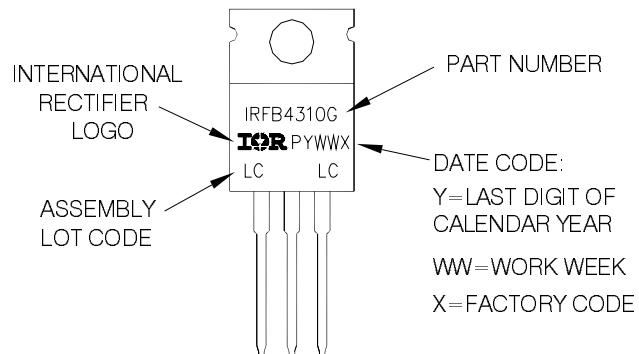 INTERNATIONAL
RECTIFIER
LOGO
PART NUMBER
IRFB4310G
IOR PYWWX
LC LC
ASSEMBLY
LOT CODE
DATE CODE:
Y=LAST DIGIT OF
CALENDAR YEAR
WW=WORK WEEK
X=FACTORY CODE